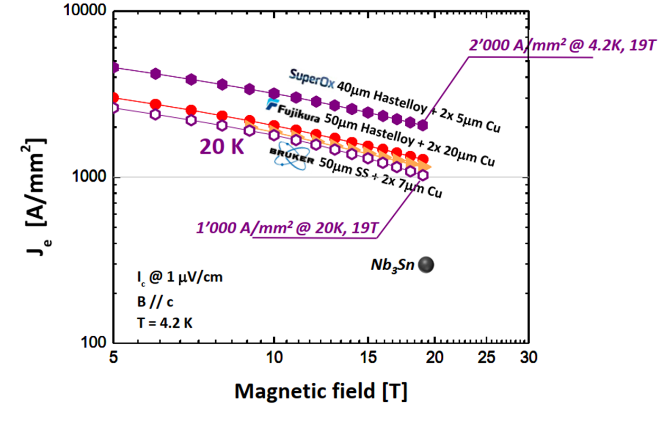 10000
1000
100
Je [A/mm²]
2’000 A/mm² @ 4.2K, 19T
SuperOx 40µm Hastelloy + 2x 5µm Cu
Fujikura 50µm Hastelloy + 2x 20µm Cu
20 K
BRUKER 50µm SS + 2x 7µm Cu
1’000 A/mm² @ 20K, 19T
Nb₃Sn
Ic @ 1 µV/cm
B // c
T = 4.2 K
5 10 15 20 25 30
Magnetic field [T]